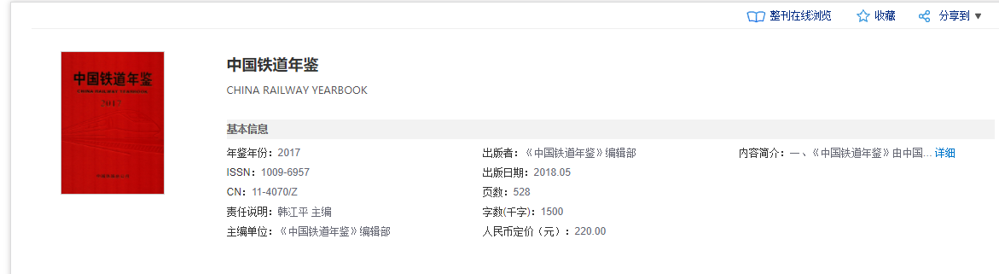 整刊在线浏览 收藏 分享到 ▼
中国铁道年鉴
CHINA RAILWAY YEARBOOK
2017
中国铁道年鉴
CHINA RAILWAY YEARBOOK
基本信息
年鉴年份：2017 出版者：《中国铁道年鉴》编辑部 内容简介：一、《中国铁道年鉴》由中国... 详细
ISSN：1009-6957 出版日期：2018.05
CN：11-4070/Z 页数：528
责任说明：韩江平 主编 字数(千字)：1500
主编单位：《中国铁道年鉴》编辑部 人民币定价（元）：220.00